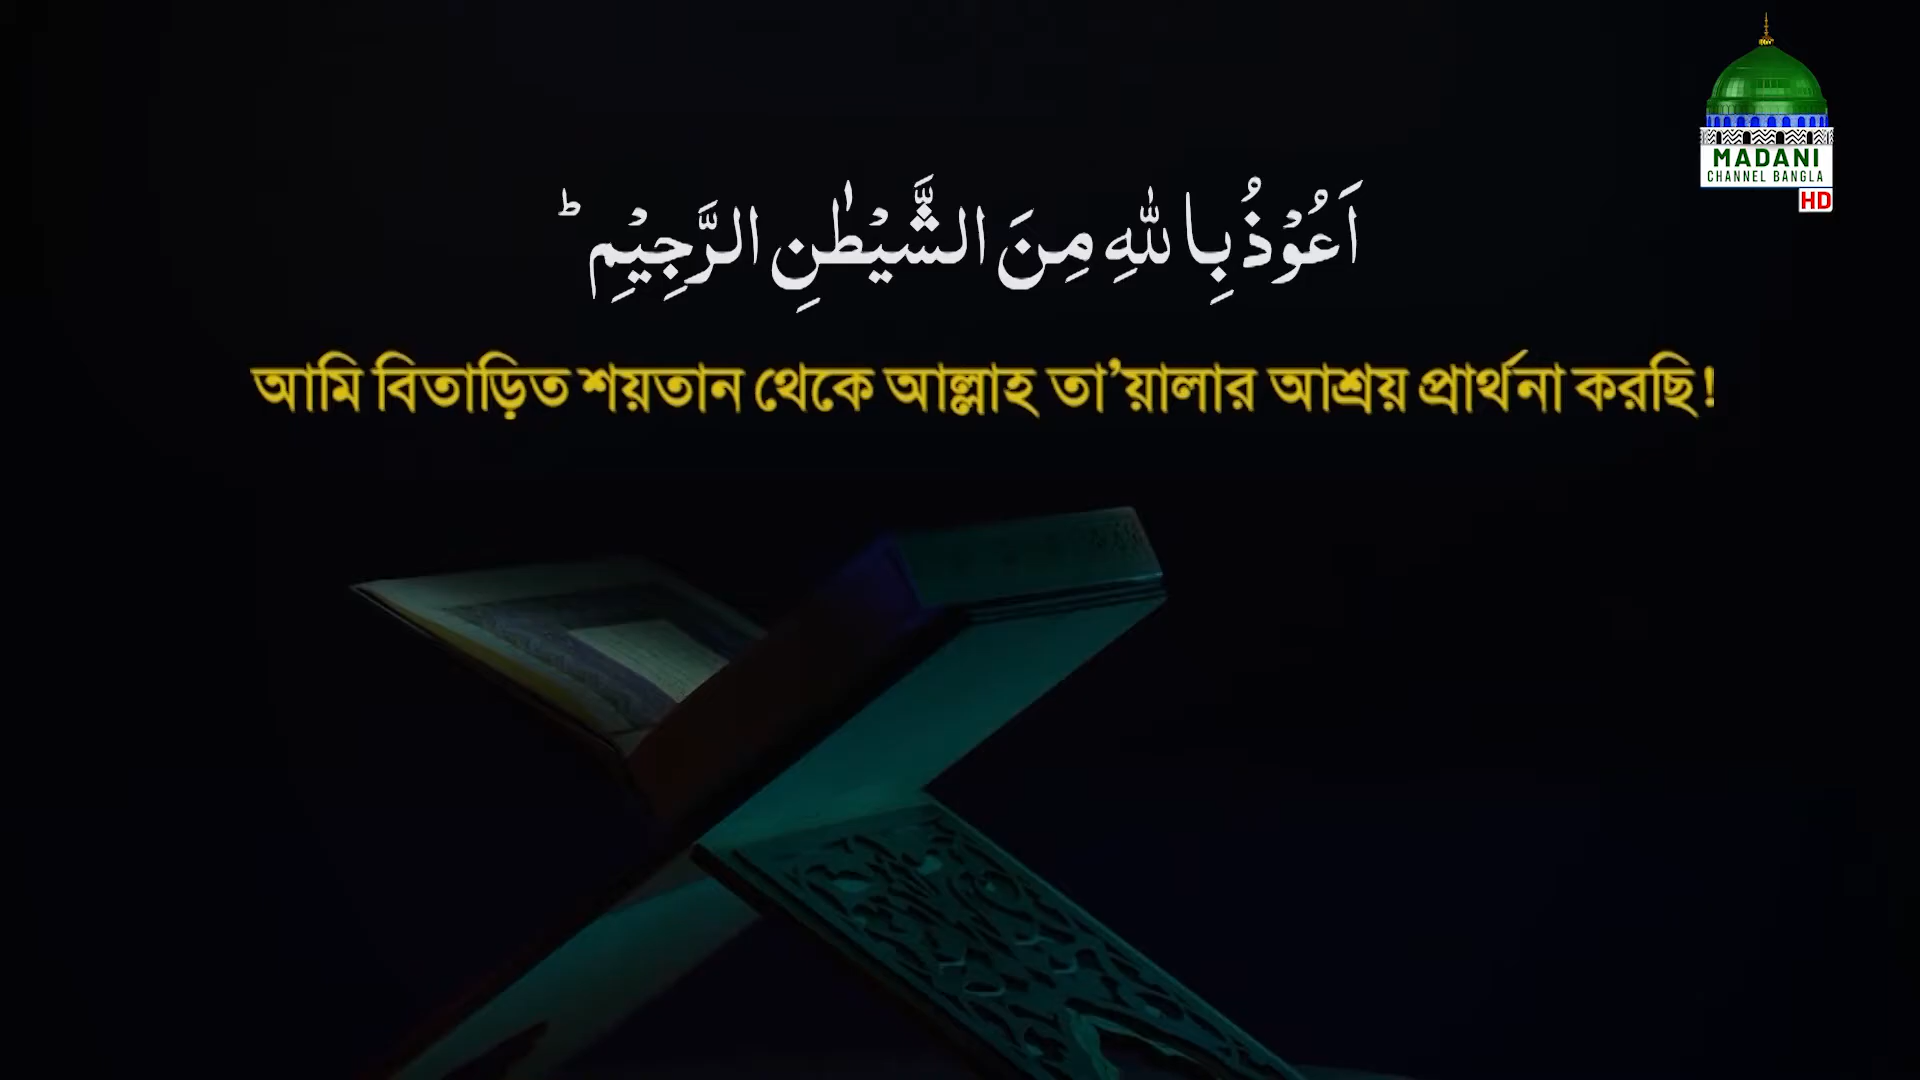 اَعُوْذُ بِاللّٰهِ مِنَ الشَّيْطٰنِ الرَّجِيْمِ ؕ
আমি বিতাড়িত শয়তান থেকে আল্লাহ তা’য়ালার আশ্রয় প্রার্থনা করছি!
MADANI
CHANNEL BANGLA
HD